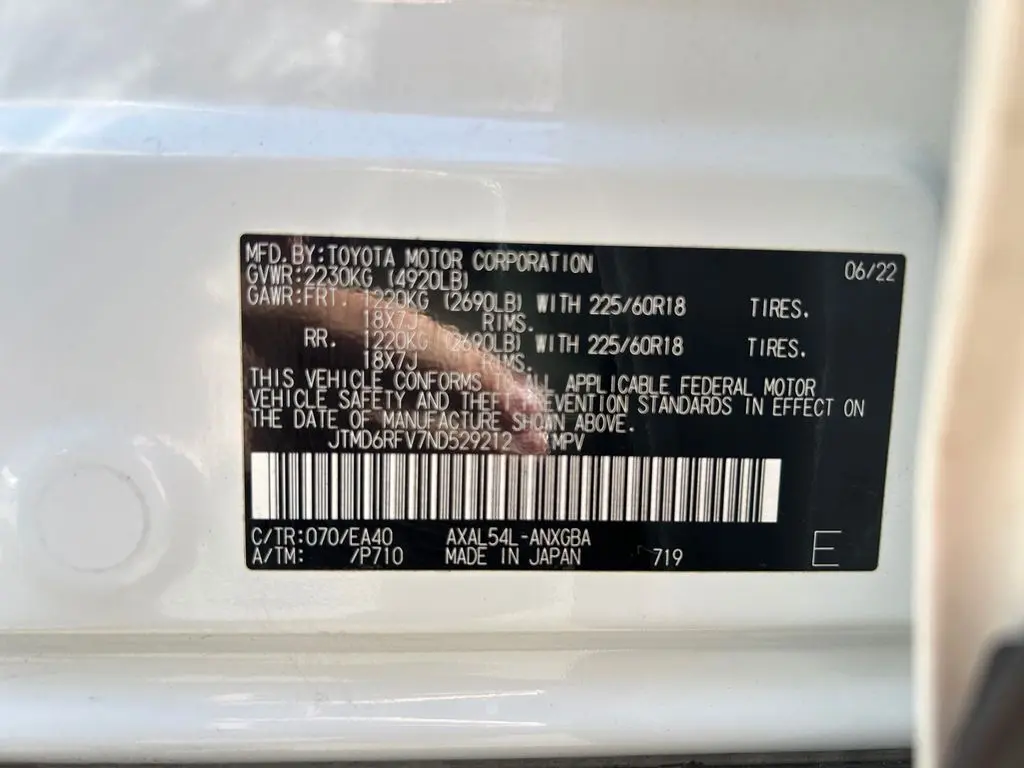 MFD. BY: TOYOTA MOTOR CORPORATION 06/22
GVWR: 2230KG (4920LB)
GAWR: FRT. 1220KG (2690LB) WITH 225/60R18 TIRES.
18X7J RIMS.
RR. 1220KG (2690LB) WITH 225/60R18 TIRES.
18X7J RIMS.
THIS VEHICLE CONFORMS ALL APPLICABLE FEDERAL MOTOR
VEHICLE SAFETY AND THEFT PREVENTION STANDARDS IN EFFECT ON
THE DATE OF MANUFACTURE SHOWN ABOVE.
JTMD6RFV7ND529212 MPV
C/TR: 070/EA40 AXAL54L-ANXGBA
A/TM: /P710 MADE IN JAPAN 719 E